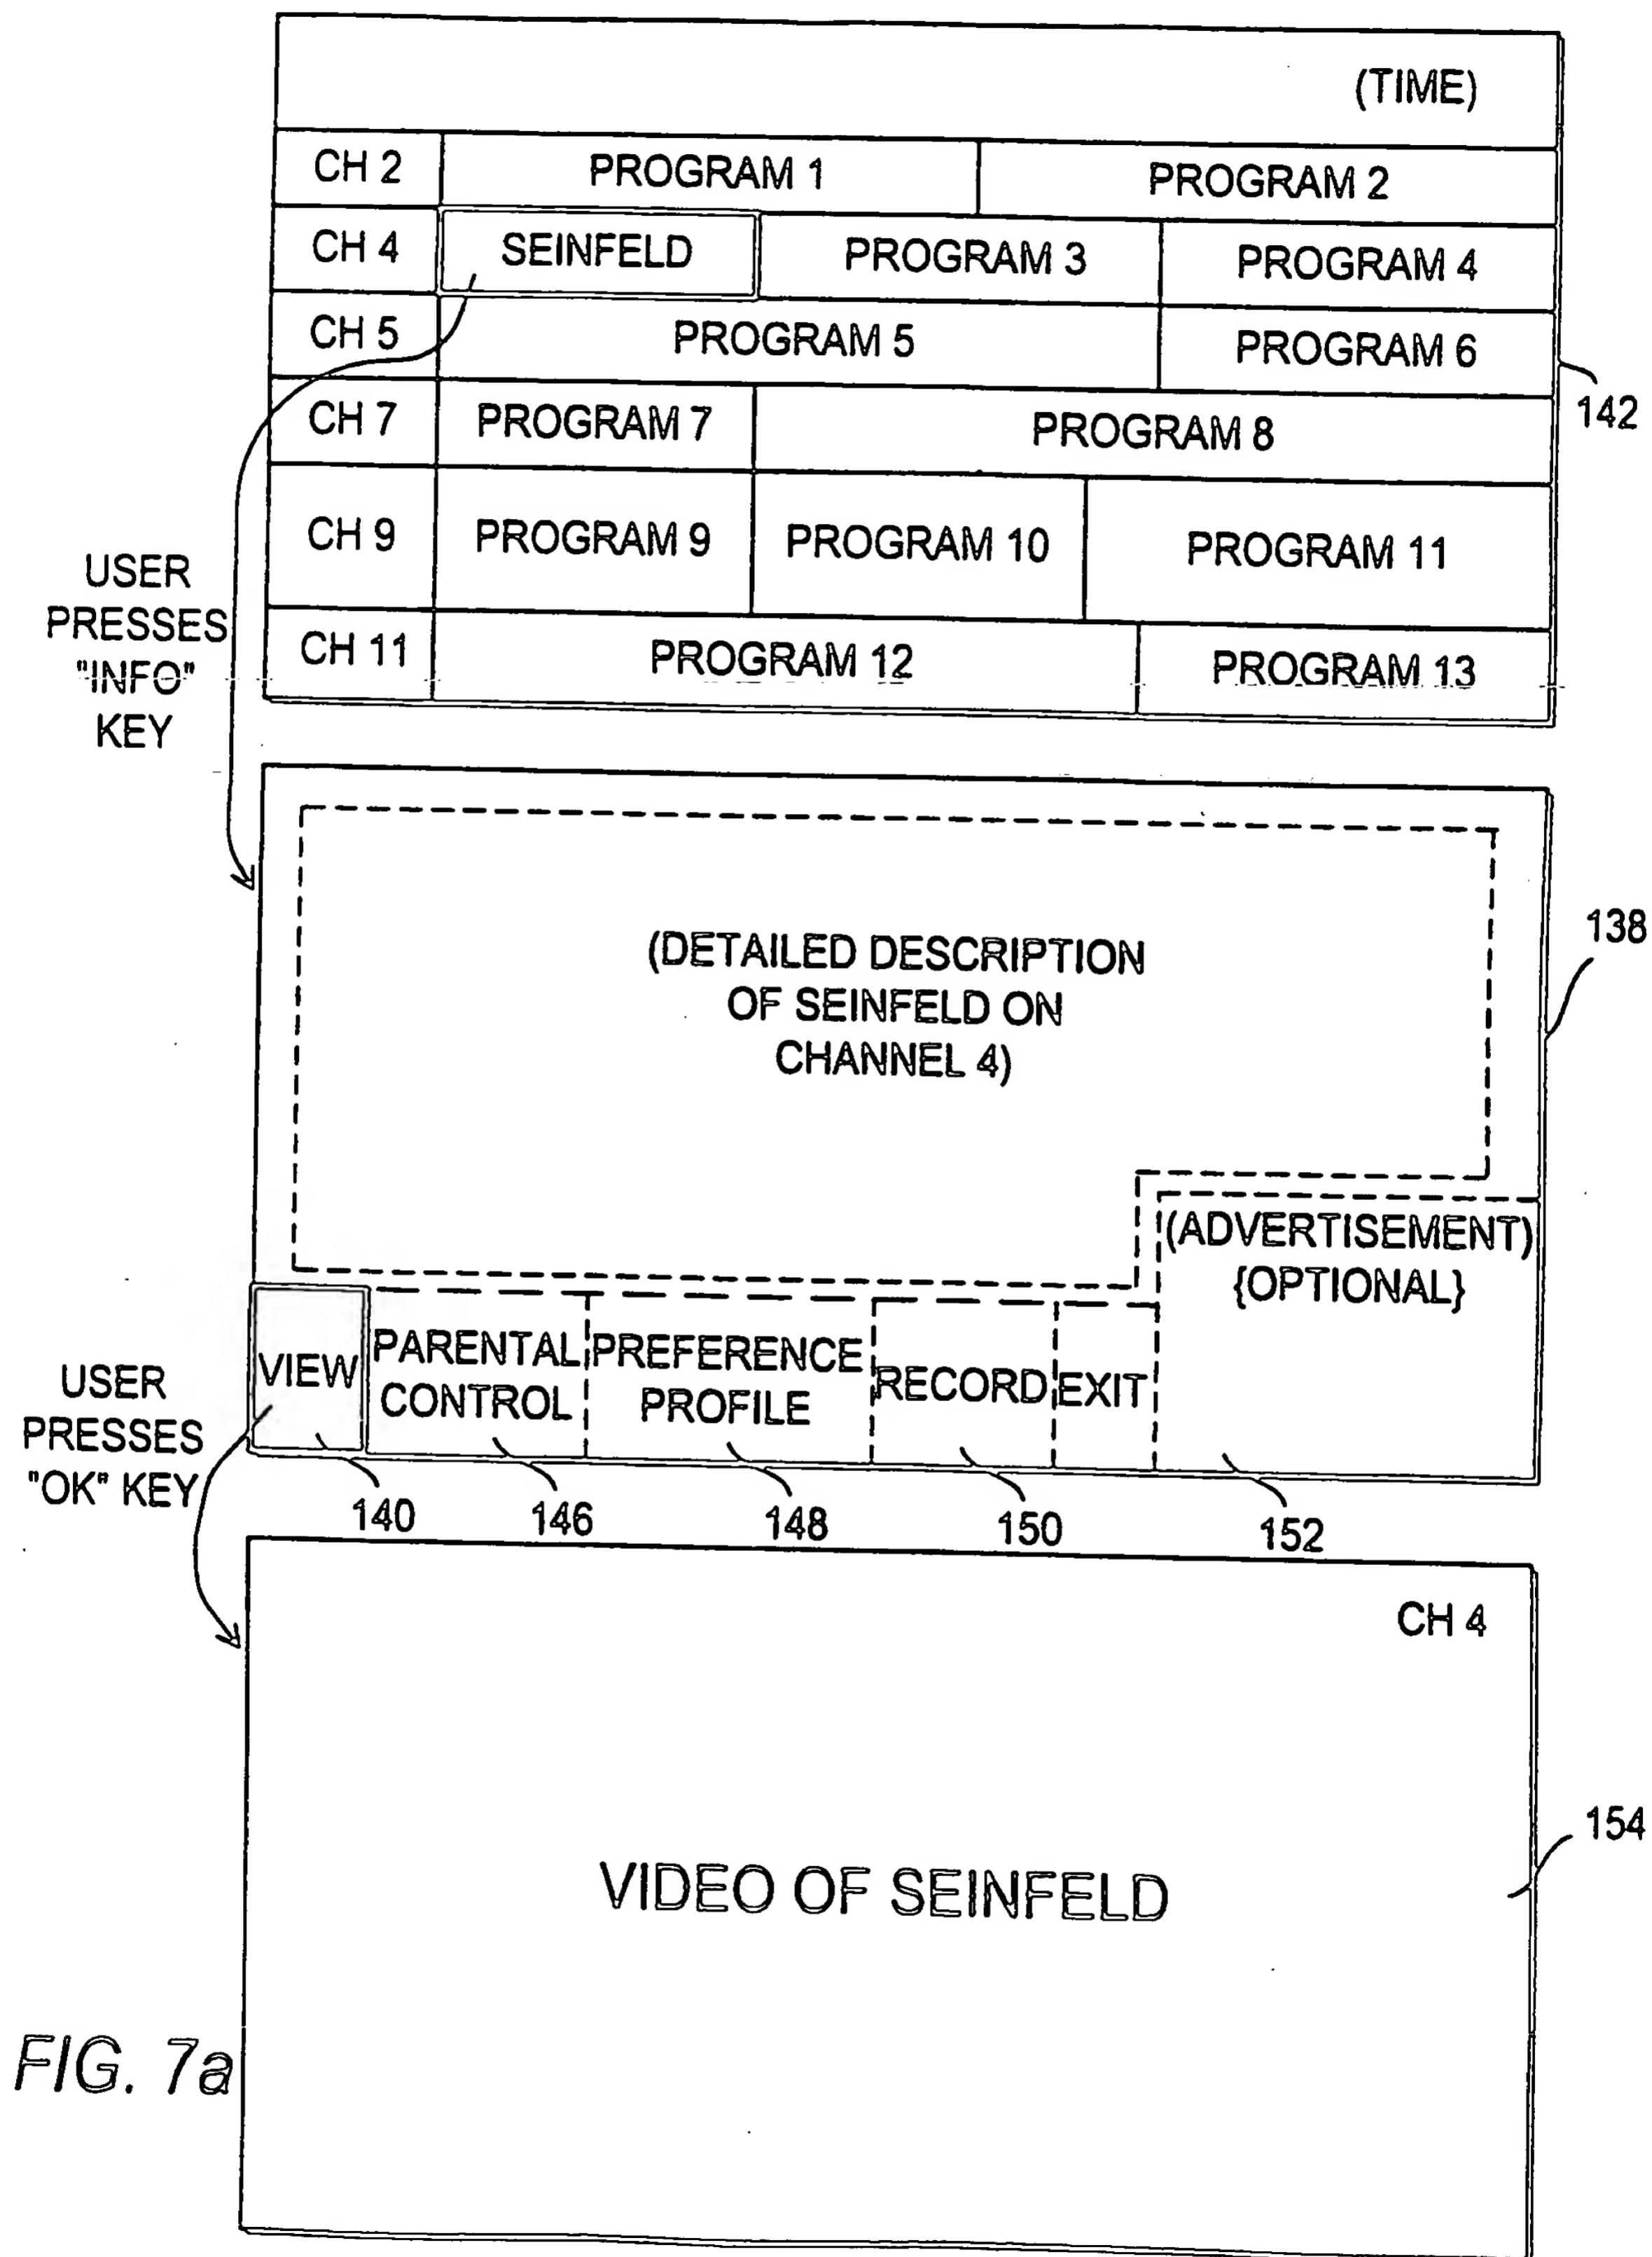 (TIME)
CH 2 PROGRAM 1 PROGRAM 2
CH 4 SEINFELD PROGRAM 3 PROGRAM 4
CH 5 PROGRAM 5 PROGRAM 6
142
CH 7 PROGRAM 7 PROGRAM 8
CH 9 PROGRAM 9 PROGRAM 10 PROGRAM 11
CH 11 PROGRAM 12 PROGRAM 13
USER
PRESSES
"INFO"
KEY
138
(DETAILED DESCRIPTION
OF SEINFELD ON
CHANNEL 4)
(ADVERTISEMENT)
{OPTIONAL}
VIEW
PARENTAL
CONTROL
PREFERENCE
PROFILE
RECORD
EXIT
USER
PRESSES
"OK" KEY
140 146 148 150 152
CH 4
154
VIDEO OF SEINFELD
FIG. 7a